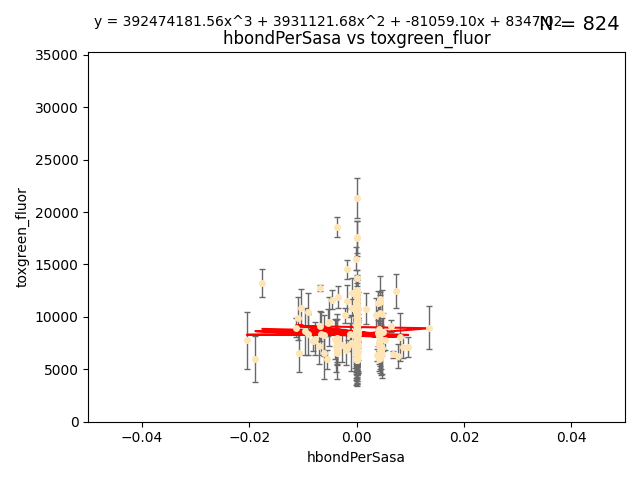 y = 392474181.56x^3 + 3931121.68x^2 + -81059.10x + 8347.02
N = 824
hbondPerSasa vs toxgreen_fluor
35000
30000
25000
20000
15000
10000
5000
0
toxgreen_fluor
−0.04
−0.02
0.00
0.02
0.04
hbondPerSasa